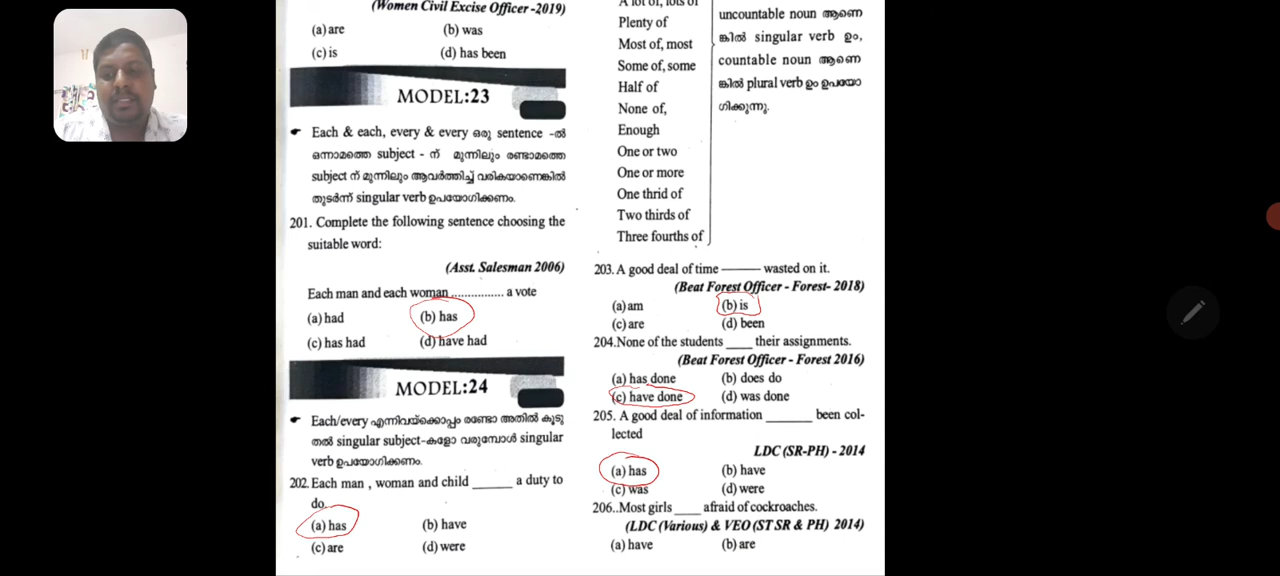 (Women Civil Excise Officer -2019)
(a) are (b) was
(c) is (d) has been
MODEL:23
Each & each, every & every ഒരു sentence -ൽ
ഒന്നാമത്തെ subject - ന് മുന്നിലും രണ്ടാമത്തെ
subject ന് മുന്നിലും ആവർത്തിച്ച് വരികയാണെങ്കിൽ
തുടർന്ന് singular verb ഉപയോഗിക്കണം.
201. Complete the following sentence choosing the
suitable word:
(Asst. Salesman 2006)
Each man and each woman ................ a vote
(a) had (b) has
(c) has had (d) have had
MODEL:24
Each/every എന്നിവയ്ക്കൊപ്പം രണ്ടോ അതിൽ കൂടു
തൽ singular subject-കളോ വരുമ്പോൾ singular
verb ഉപയോഗിക്കണം.
202. Each man , woman and child ______ a duty to
do.
(a) has (b) have
(c) are (d) were
A lot of, lots of
Plenty of
Most of, most
Some of, some
Half of
None of,
Enough
One or two
One or more
One thrid of
Two thirds of
Three fourths of
uncountable noun ആണെ
ങ്കിൽ singular verb ഉം,
countable noun ആണെ
ങ്കിൽ plural verb ഉം ഉപയോ
ഗിക്കുന്നു.
203. A good deal of time ——— wasted on it.
(Beat Forest Officer - Forest- 2018)
(a) am (b) is
(c) are (d) been
204.None of the students ____ their assignments.
(Beat Forest Officer - Forest 2016)
(a) has done (b) does do
(c) have done (d) was done
205. A good deal of information _______ been col-
lected
LDC (SR-PH) - 2014
(a) has (b) have
(c) was (d) were
206..Most girls ____ afraid of cockroaches.
(LDC (Various) & VEO (ST SR & PH) 2014)
(a) have (b) are